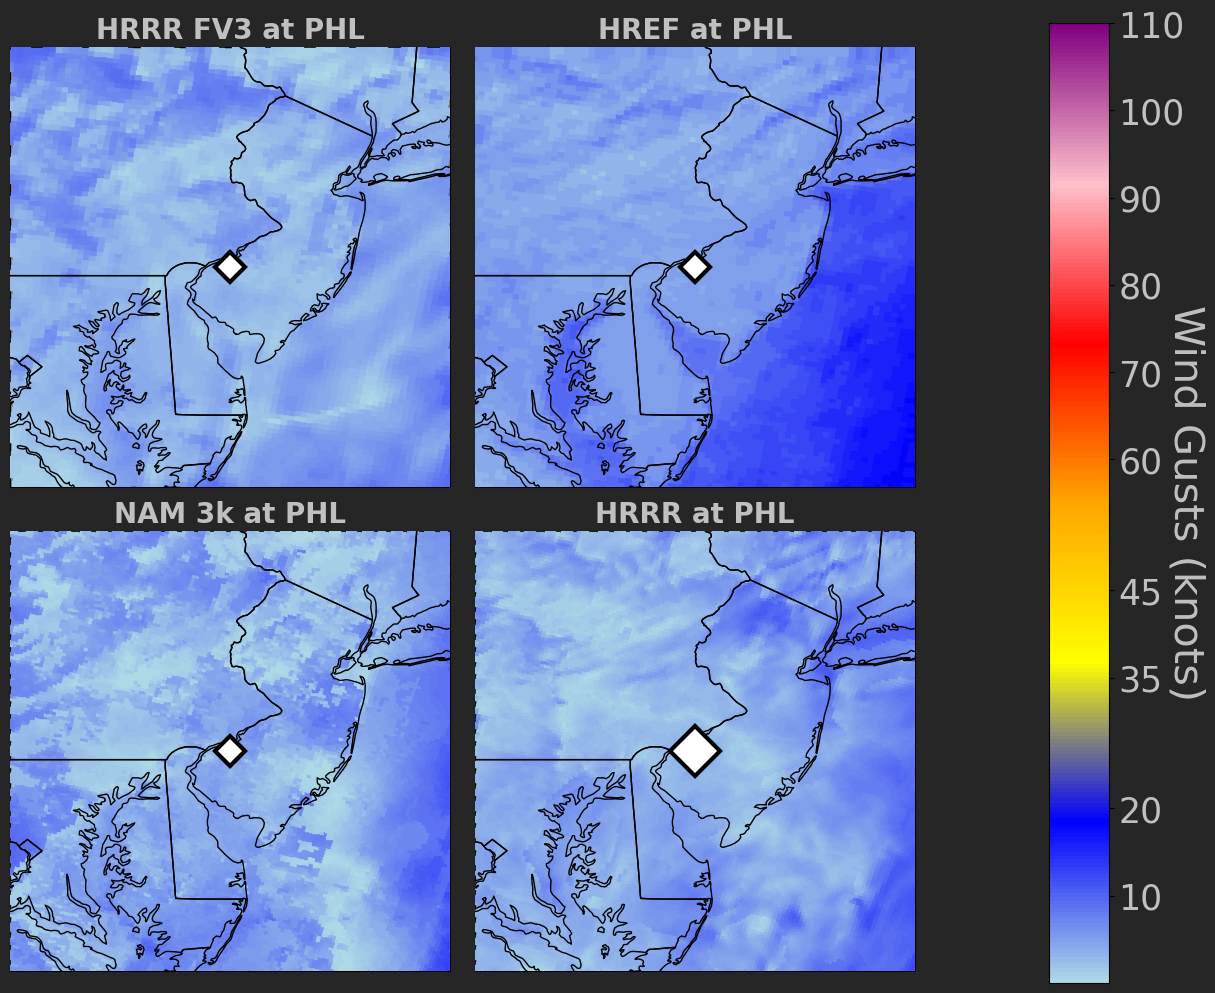 HRRR FV3 at PHL
HREF at PHL
NAM 3k at PHL
HRRR at PHL
110
100
90
80
70
60
45
35
20
10
Wind Gusts (knots)